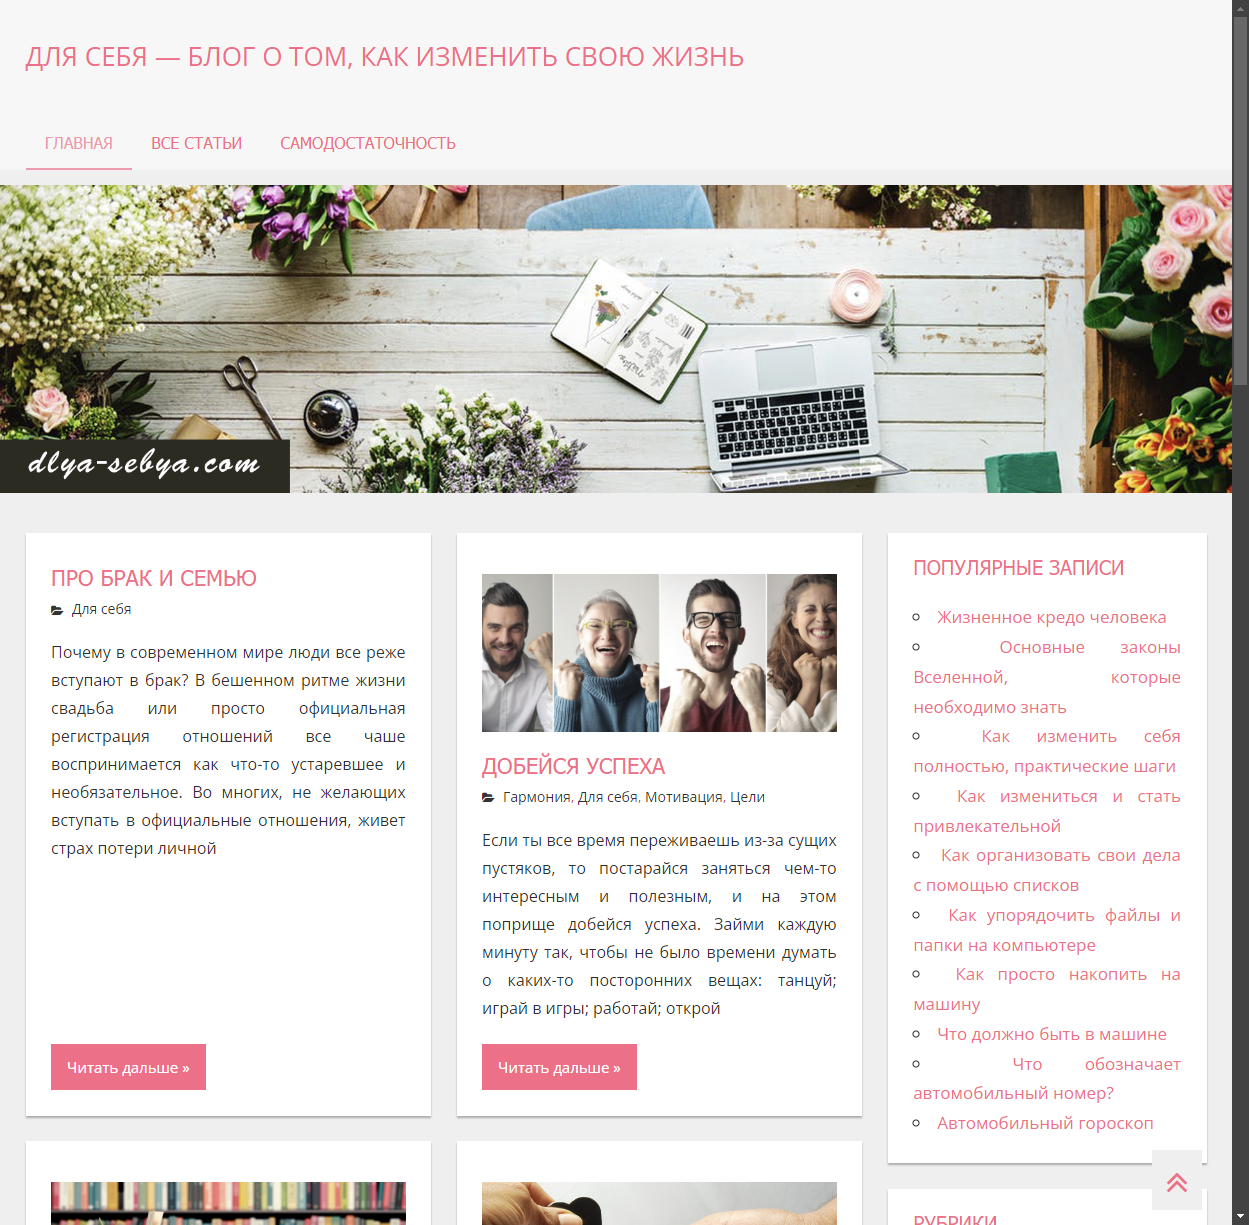 ДЛЯ СЕБЯ — БЛОГ О ТОМ, КАК ИЗМЕНИТЬ СВОЮ ЖИЗНЬ
ГЛАВНАЯ ВСЕ СТАТЬИ САМОДОСТАТОЧНОСТЬ
dlya-sebya.com
ПРО БРАК И СЕМЬЮ
Для себя
Почему в современном мире люди все реже
вступают в брак? В бешенном ритме жизни
свадьба или просто официальная
регистрация отношений все чаше
воспринимается как что-то устаревшее и
необязательное. Во многих, не желающих
вступать в официальные отношения, живет
страх потери личной
Читать дальше »
ДОБЕЙСЯ УСПЕХА
Гармония, Для себя, Мотивация, Цели
Если ты все время переживаешь из-за сущих
пустяков, то постарайся заняться чем-то
интересным и полезным, и на этом
поприще добейся успеха. Займи каждую
минуту так, чтобы не было времени думать
о каких-то посторонних вещах: танцуй;
играй в игры; работай; открой
Читать дальше »
ПОПУЛЯРНЫЕ ЗАПИСИ
Жизненное кредо человека
Основные законы
Вселенной, которые
необходимо знать
Как изменить себя
полностью, практические шаги
Как измениться и стать
привлекательной
Как организовать свои дела
с помощью списков
Как упорядочить файлы и
папки на компьютере
Как просто накопить на
машину
Что должно быть в машине
Что обозначает
автомобильный номер?
Автомобильный гороскоп
РУБРИКИ